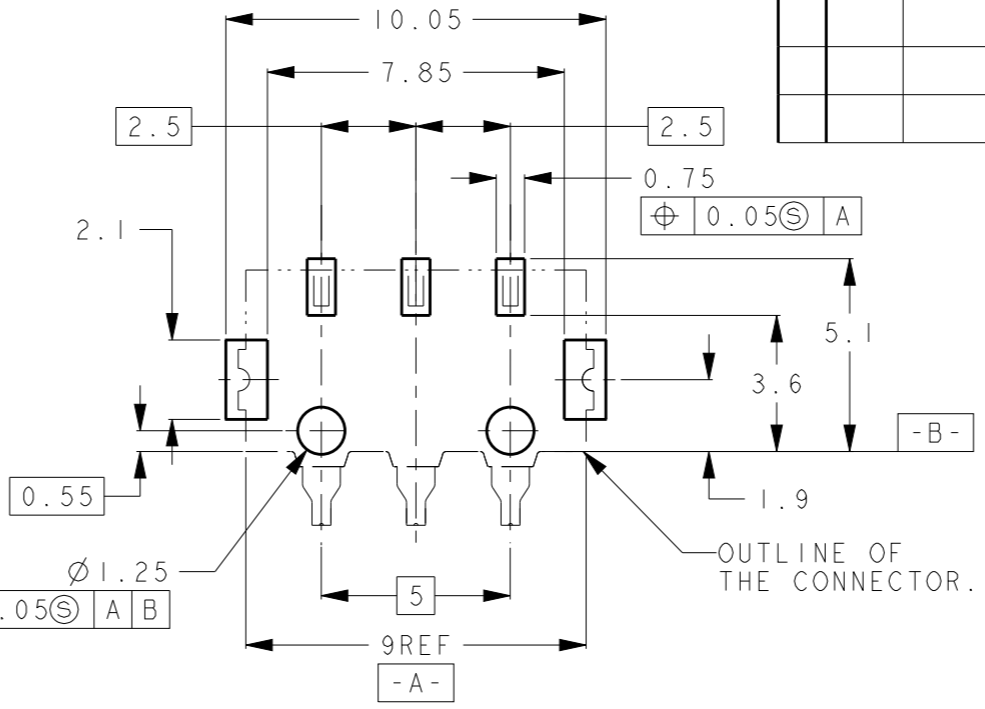 10.05
7.85
2.5
2.5
0.75
⌖ 0.05Ⓢ A
2.1
5.1
3.6
-B-
0.55
1.9
OUTLINE OF
THE CONNECTOR.
Ø1.25
.05Ⓢ A B
5
9REF
-A-